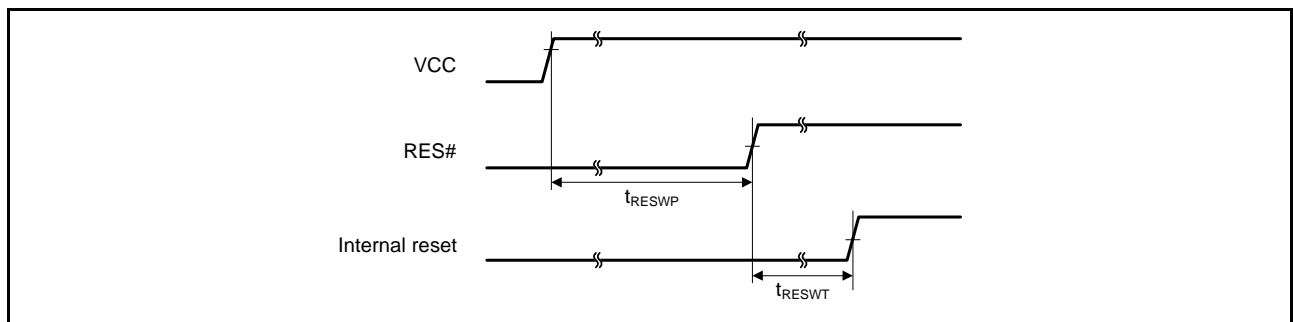 VCC
RES#
tRESWP
Internal reset
tRESWT